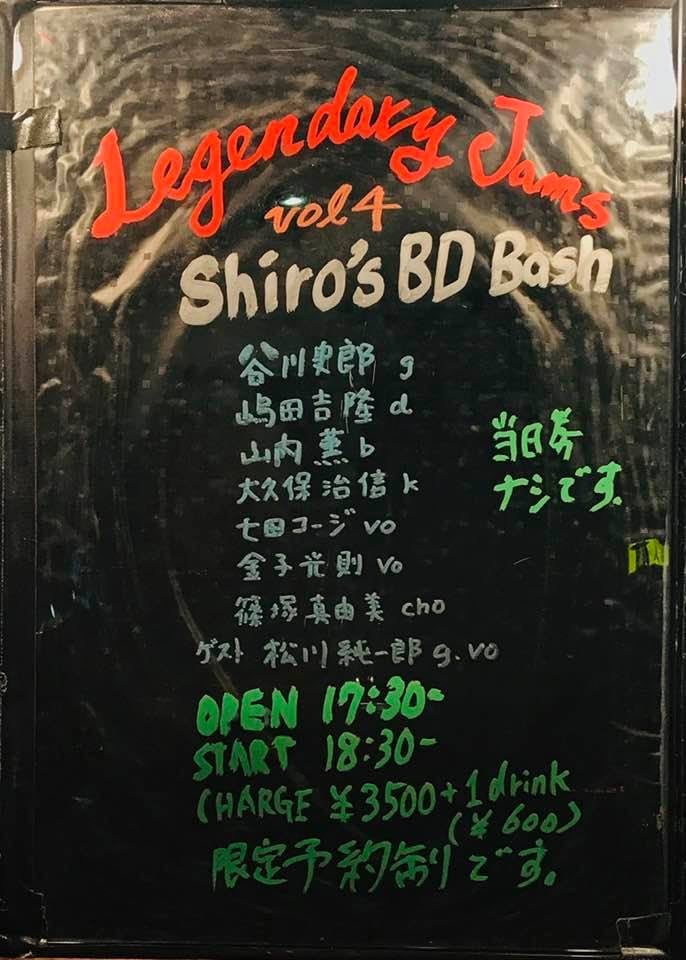 Legendary Jams
vol 4
Shiro's BD Bash
谷川史郎 g
嶋田吉隆 d
山内薫 b
大久保治信 k
七田コージ vo
金子光則 vo
篠塚真由美 cho
ゲスト 松川純一郎 g.vo
当日券
ナシです。
OPEN 17:30-
START 18:30-
CHARGE ¥3500+1drink
(¥600)
限定予約制りです。